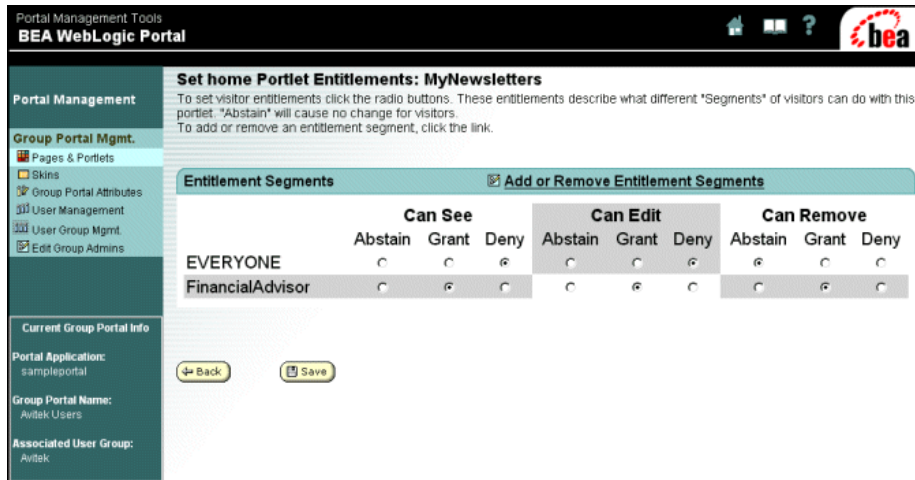 Portal Management Tools
BEA WebLogic Portal
?
bea
Portal Management
Group Portal Mgmt.
Pages & Portlets
Skins
Group Portal Attributes
User Management
User Group Mgmt.
Edit Group Admins
Current Group Portal Info
Portal Application:
sampleportal
Group Portal Name:
Avitek Users
Associated User Group:
Avitek
Set home Portlet Entitlements: MyNewsletters
To set visitor entitlements click the radio buttons. These entitlements describe what different "Segments" of visitors can do with this
portlet. "Abstain" will cause no change for visitors.
To add or remove an entitlement segment, click the link.
Entitlement Segments Add or Remove Entitlement Segments
Can See Can Edit Can Remove
Abstain Grant Deny Abstain Grant Deny Abstain Grant Deny
EVERYONE
FinancialAdvisor
Back Save